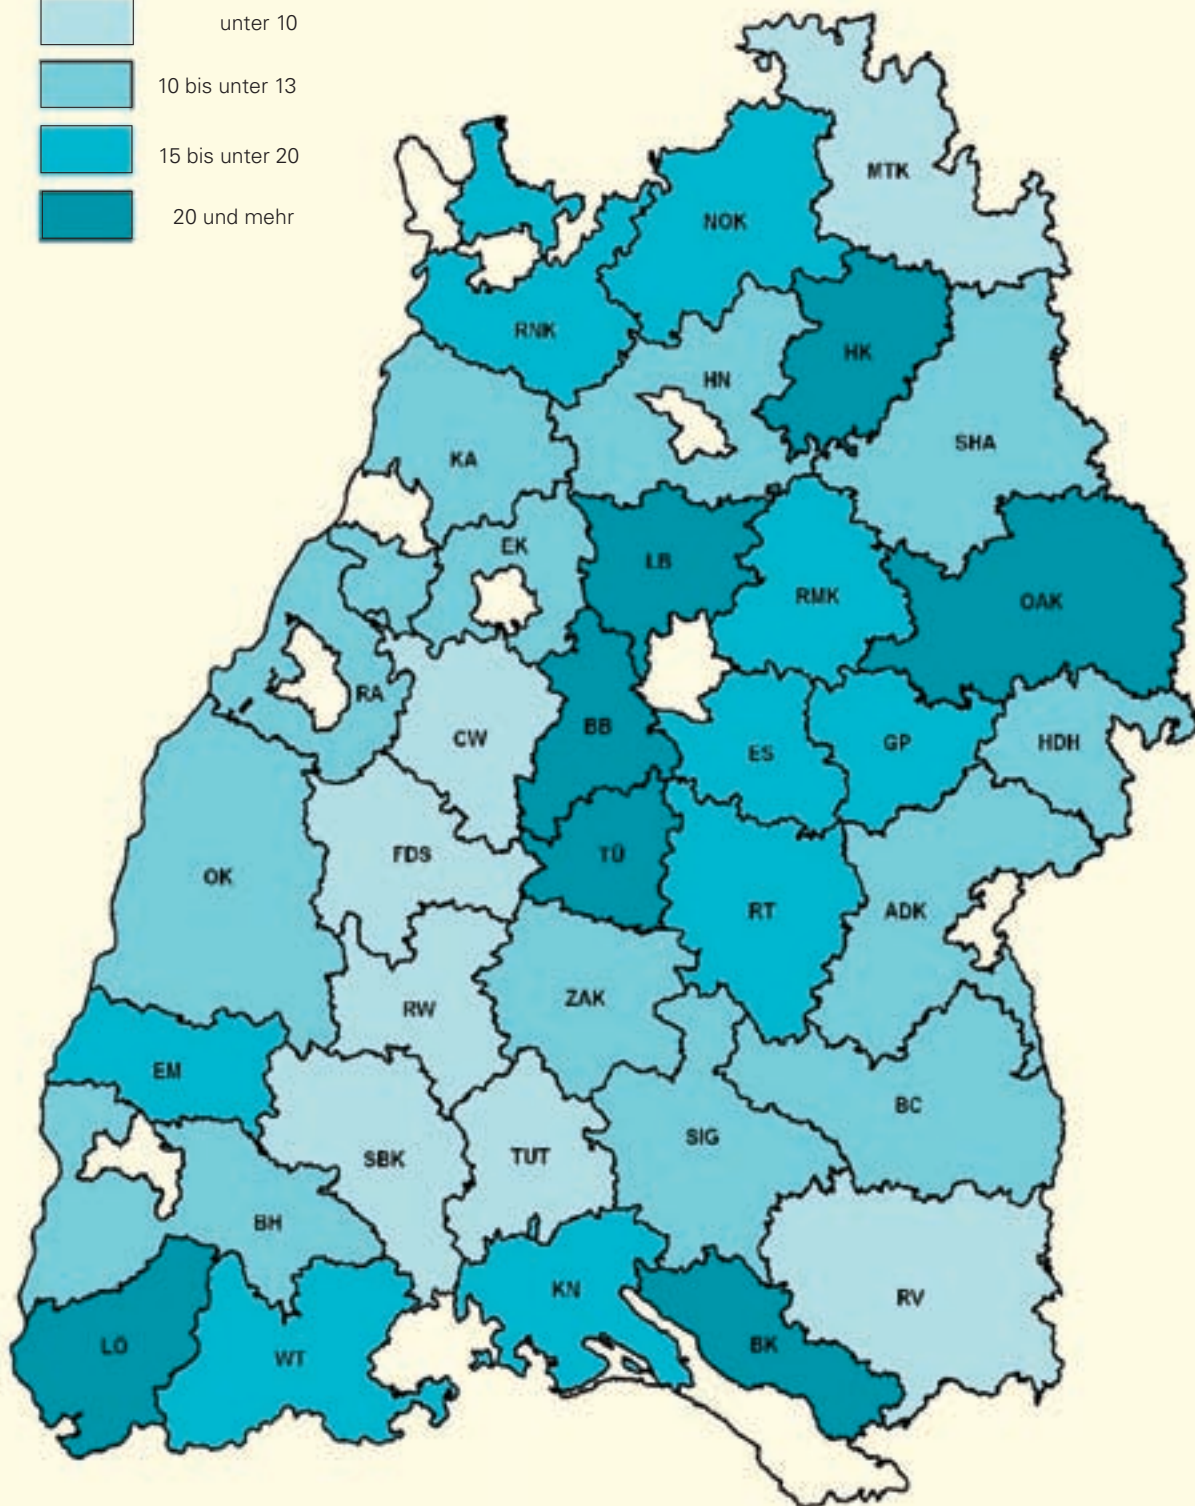 unter 10
10 bis unter 13
15 bis unter 20
20 und mehr
MTK
NOK
RNK
HK
HN
SHA
KA
EK
LB
RMK
OAK
RA
CW
BB
ES
GP
HDH
OK
FDS
TÜ
RT
ADK
RW
ZAK
EM
BC
SIG
SBK
TUT
BH
KN
RV
LÖ
WT
BK